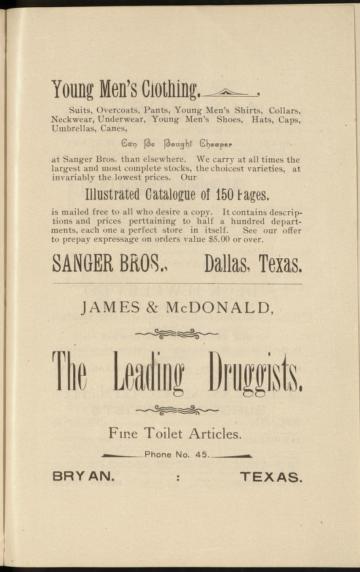 Young Men's Clothing.
Suits, Overcoats, Pants, Young Men's Shirts, Collars,
Neckwear, Underwear, Young Men's Shoes, Hats, Caps,
Umbrellas, Canes,
Can Be Bought Cheaper
at Sanger Bros. than elsewhere. We carry at all times the
largest and most complete stocks, the choicest varieties, at
invariably the lowest prices. Our
Illustrated Catalogue of 150 Pages,
is mailed free to all who desire a copy. It contains descrip-
tions and prices perttaining to half a hundred depart-
ments, each one a perfect store in itself. See our offer
to prepay expressage on orders value $5.00 or over.
SANGER BROS., Dallas, Texas.
JAMES & McDONALD,
The Leading Druggists.
Fine Toilet Articles.
Phone No. 45.
BRYAN. : TEXAS.